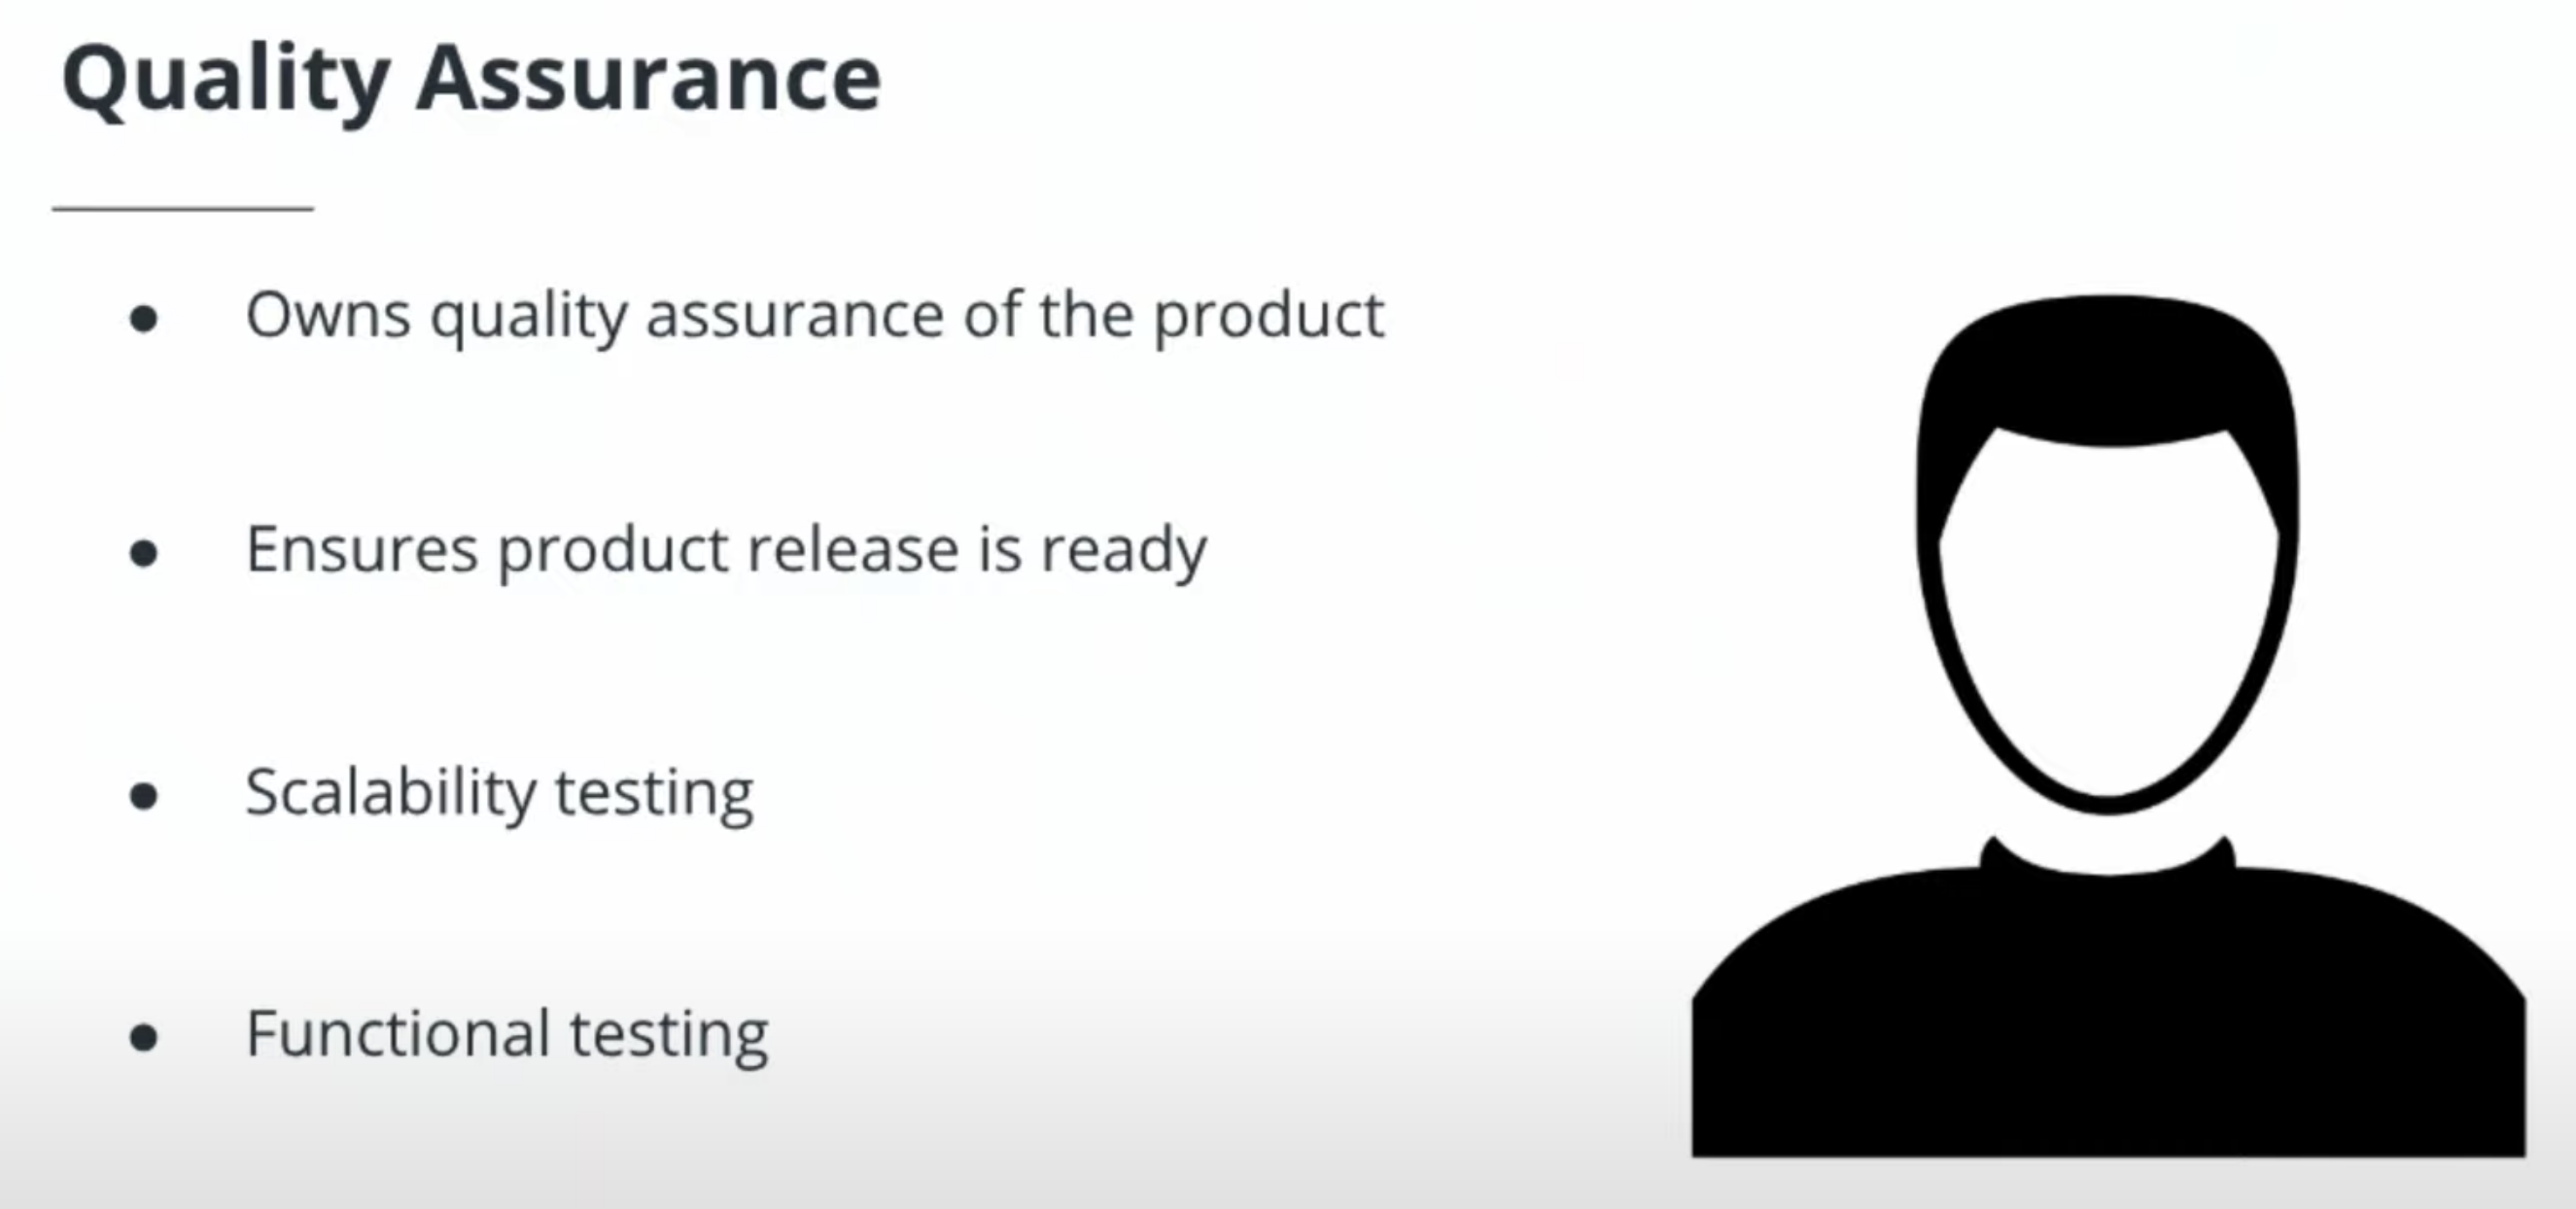 Quality Assurance
● Owns quality assurance of the product
● Ensures product release is ready
● Scalability testing
● Functional testing